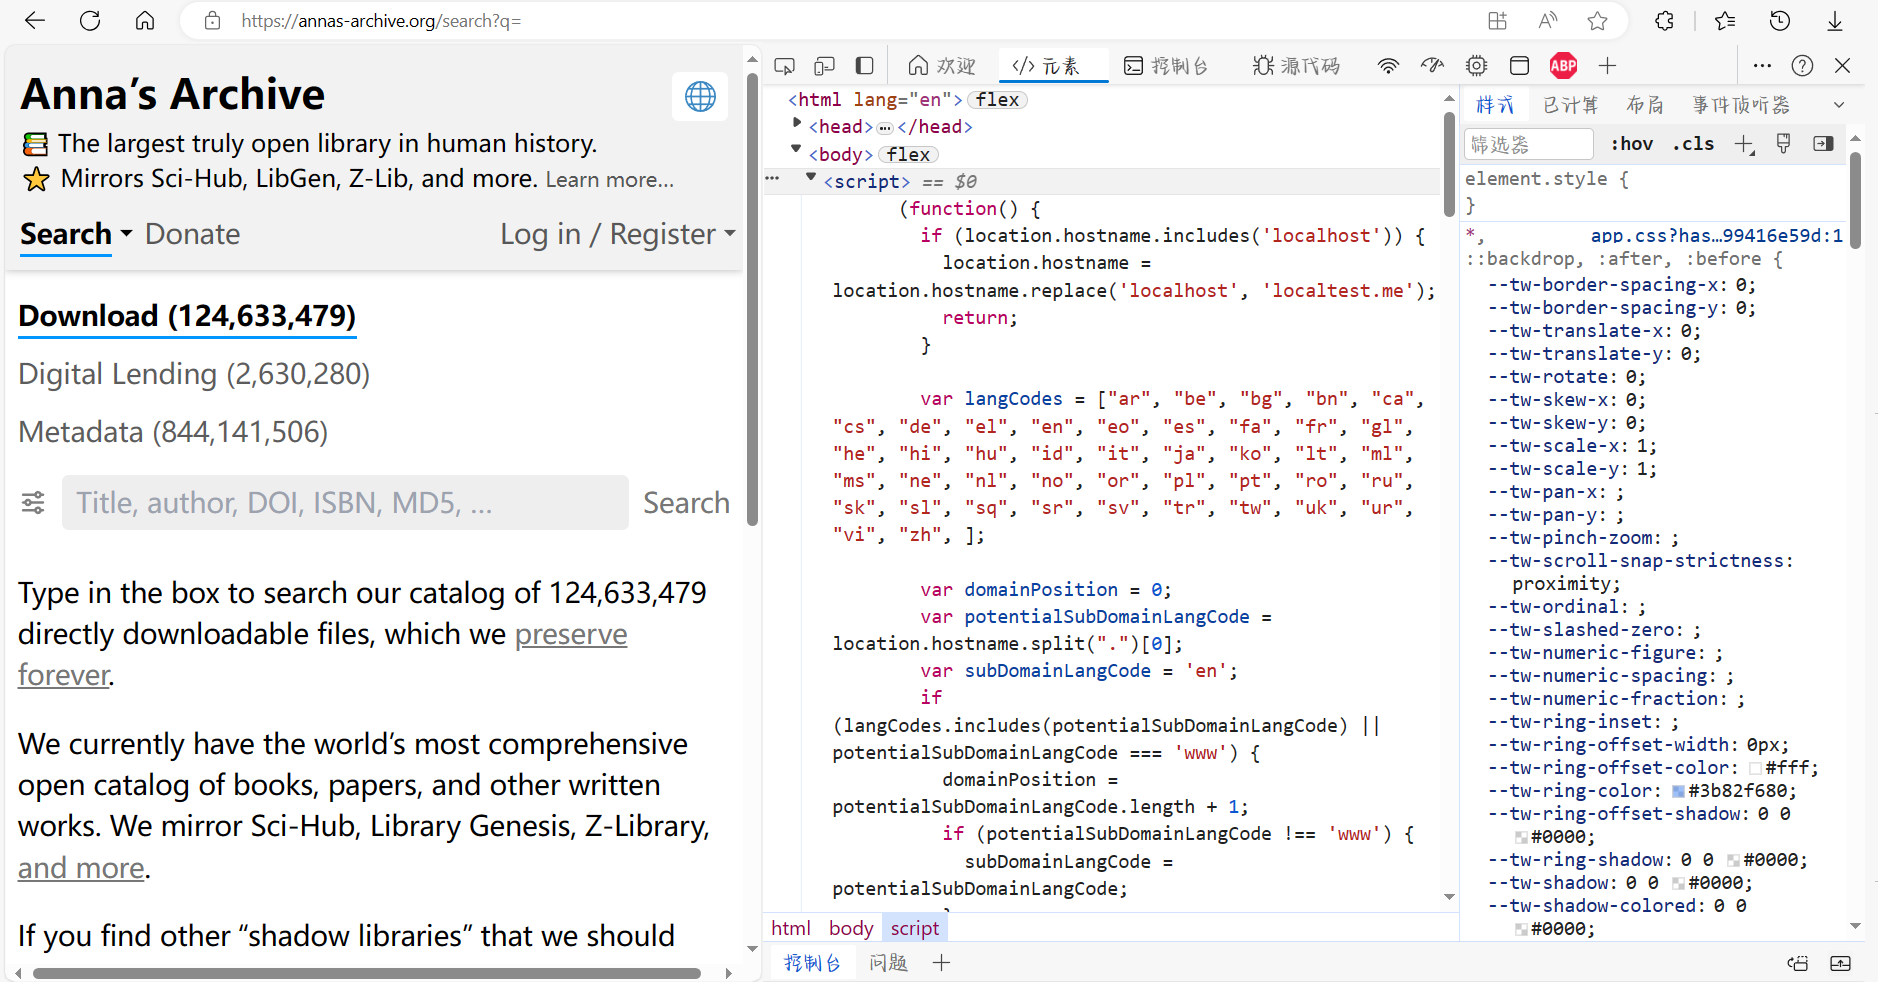 https://annas-archive.org/search?q=
Anna’s Archive
📚 The largest truly open library in human history.
⭐ Mirrors Sci-Hub, LibGen, Z-Lib, and more. Learn more…
Search Donate Log in / Register
Download (124,633,479)
Digital Lending (2,630,280)
Metadata (844,141,506)
Title, author, DOI, ISBN, MD5, … Search
Type in the box to search our catalog of 124,633,479
directly downloadable files, which we preserve
forever.
We currently have the world’s most comprehensive
open catalog of books, papers, and other written
works. We mirror Sci-Hub, Library Genesis, Z-Library,
and more.
If you find other “shadow libraries” that we should
欢迎 </> 元素 控制台 源代码 ABP
<html lang="en"> flex
<head> … </head>
<body> flex
<script> == $0
(function() {
if (location.hostname.includes('localhost')) {
location.hostname =
location.hostname.replace('localhost', 'localtest.me');
return;
}
var langCodes = ["ar", "be", "bg", "bn", "ca",
"cs", "de", "el", "en", "eo", "es", "fa", "fr", "gl",
"he", "hi", "hu", "id", "it", "ja", "ko", "lt", "ml",
"ms", "ne", "nl", "no", "or", "pl", "pt", "ro", "ru",
"sk", "sl", "sq", "sr", "sv", "tr", "tw", "uk", "ur",
"vi", "zh", ];
var domainPosition = 0;
var potentialSubDomainLangCode =
location.hostname.split(".")[0];
var subDomainLangCode = 'en';
if
(langCodes.includes(potentialSubDomainLangCode) ||
potentialSubDomainLangCode === 'www') {
domainPosition =
potentialSubDomainLangCode.length + 1;
if (potentialSubDomainLangCode !== 'www') {
subDomainLangCode =
potentialSubDomainLangCode;
}
html body script
控制台 问题
样式 已计算 布局 事件侦听器
筛选器 :hov .cls
element.style {
}
*, app.css?has…99416e59d:1
::backdrop, :after, :before {
--tw-border-spacing-x: 0;
--tw-border-spacing-y: 0;
--tw-translate-x: 0;
--tw-translate-y: 0;
--tw-rotate: 0;
--tw-skew-x: 0;
--tw-skew-y: 0;
--tw-scale-x: 1;
--tw-scale-y: 1;
--tw-pan-x: ;
--tw-pan-y: ;
--tw-pinch-zoom: ;
--tw-scroll-snap-strictness:
proximity;
--tw-ordinal: ;
--tw-slashed-zero: ;
--tw-numeric-figure: ;
--tw-numeric-spacing: ;
--tw-numeric-fraction: ;
--tw-ring-inset: ;
--tw-ring-offset-width: 0px;
--tw-ring-offset-color: #fff;
--tw-ring-color: #3b82f680;
--tw-ring-offset-shadow: 0 0
#0000;
--tw-ring-shadow: 0 0 #0000;
--tw-shadow: 0 0 #0000;
--tw-shadow-colored: 0 0
#0000;